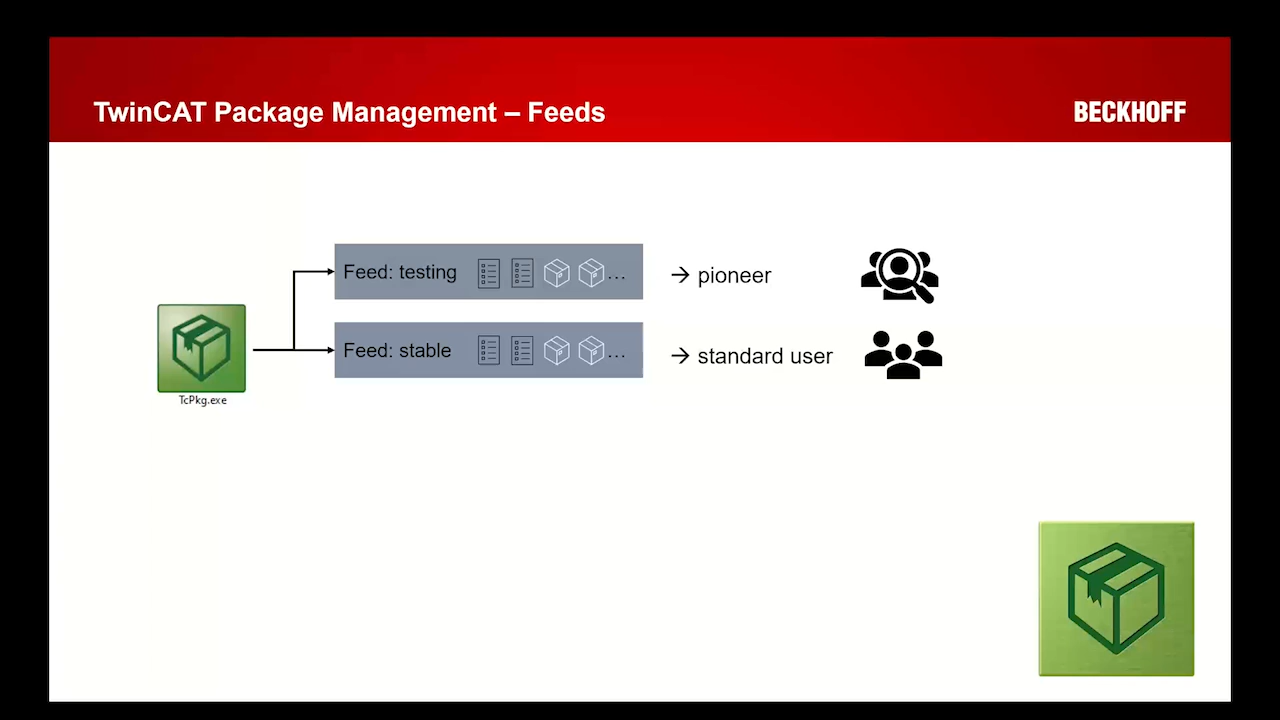 TwinCAT Package Management – Feeds
BECKHOFF
Feed: testing ...
→ pioneer
Feed: stable ...
→ standard user
TcPkg.exe